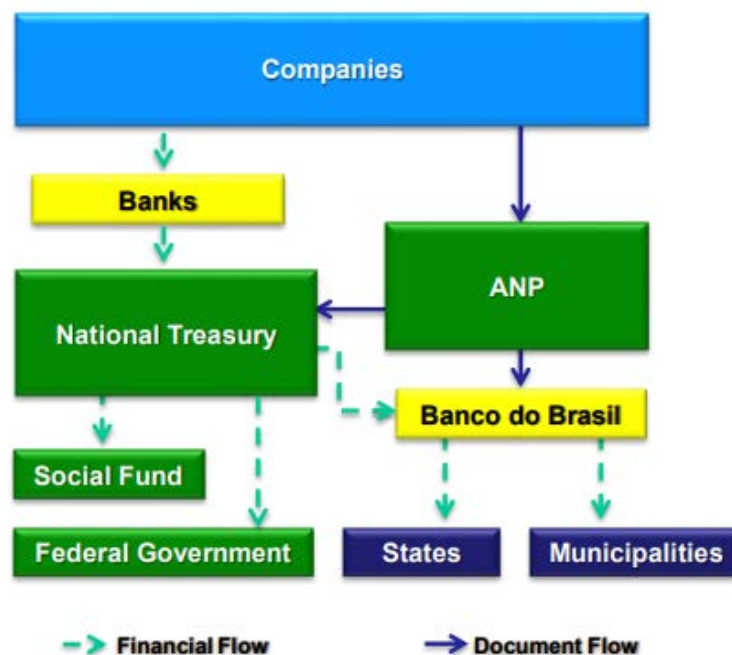 Companies
Banks
ANP
National Treasury
Banco do Brasil
Social Fund
Federal Government
States
Municipalities
Financial Flow
Document Flow